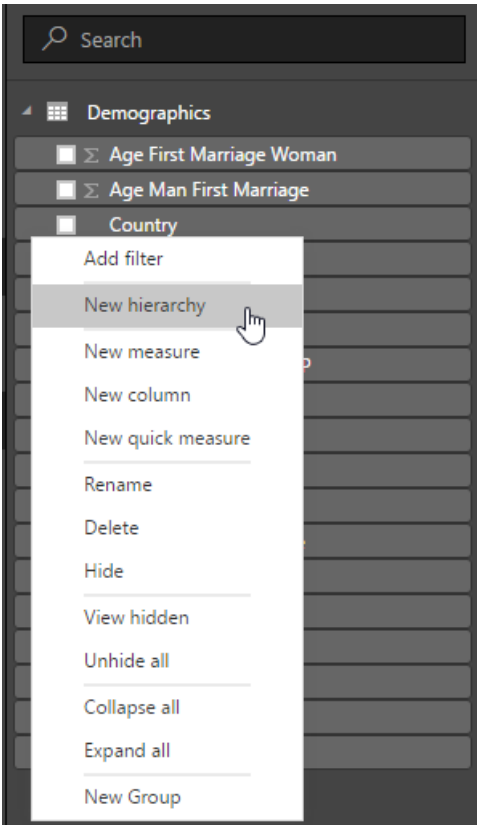 Search
Demographics
Σ Age First Marriage Woman
Σ Age Man First Marriage
Country
Add filter
New hierarchy
New measure
New column
New quick measure
Rename
Delete
Hide
View hidden
Unhide all
Collapse all
Expand all
New Group